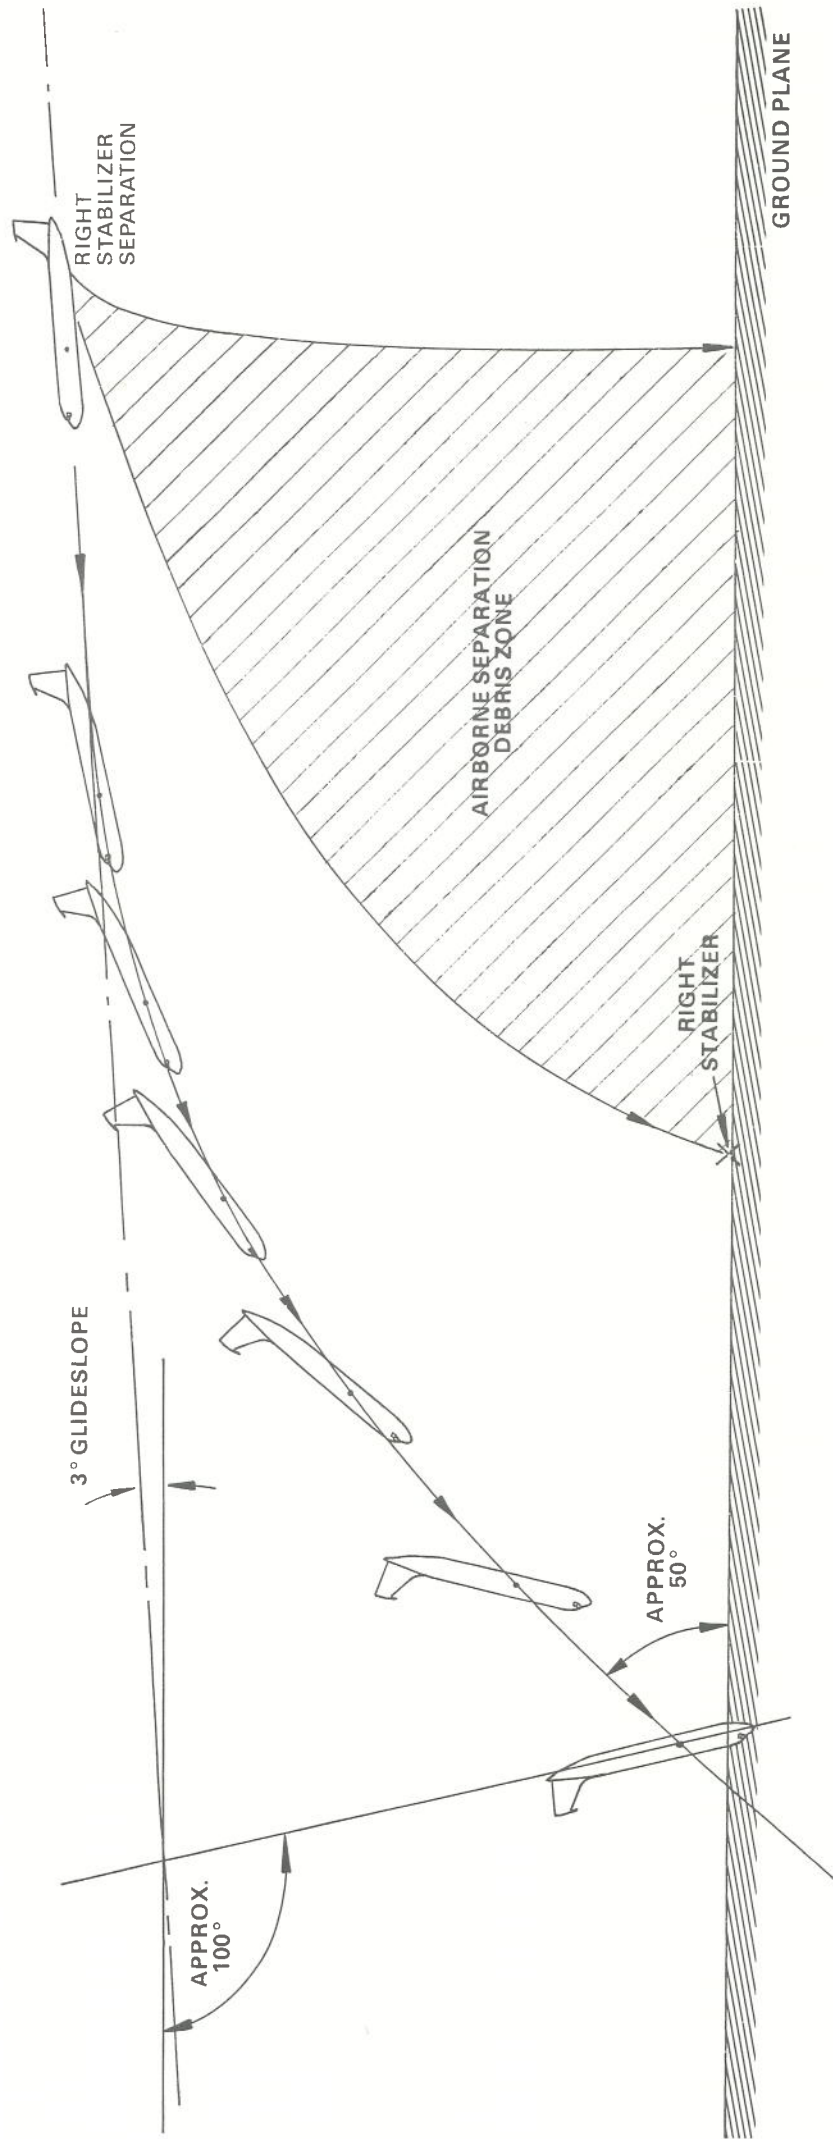 RIGHT
STABILIZER
SEPARATION
GROUND PLANE
AIRBORNE SEPARATION
DEBRIS ZONE
RIGHT
STABILIZER
3° GLIDESLOPE
APPROX.
50°
APPROX.
100°